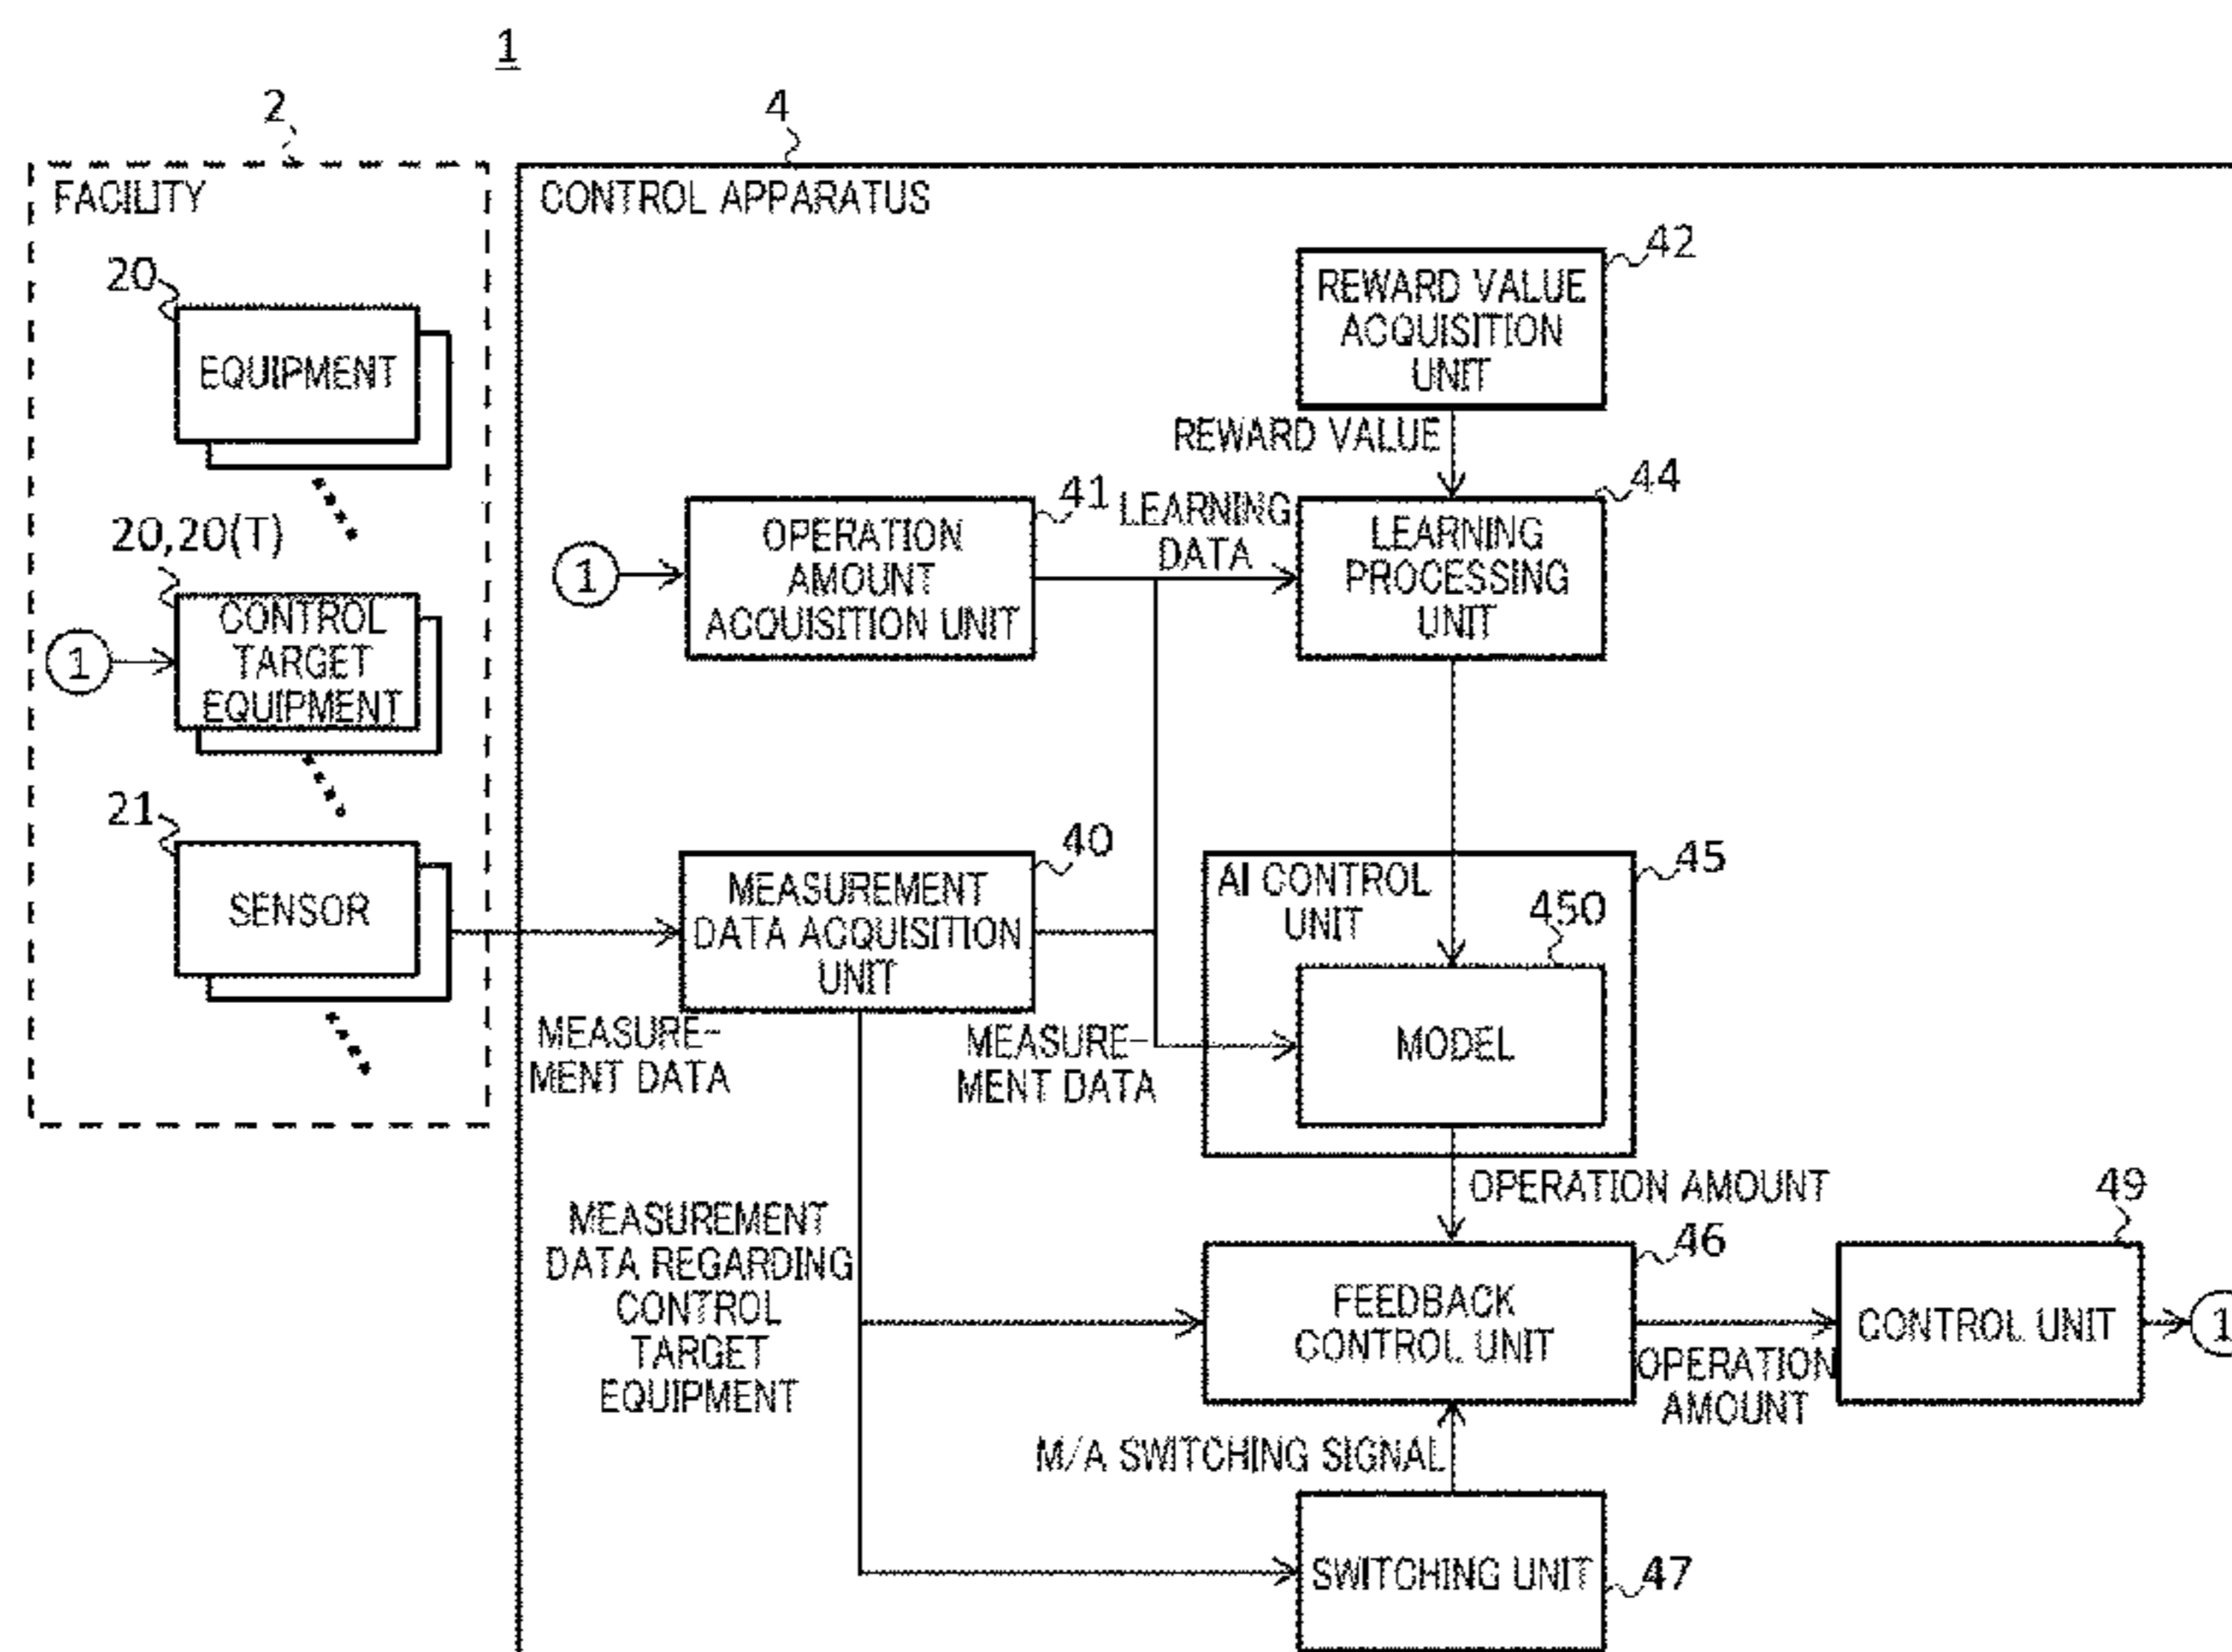 1
2
4
FACILITY
CONTROL APPARATUS
20
EQUIPMENT
42
REWARD VALUE
ACQUISITION
UNIT
REWARD VALUE
20,20(T)
1
CONTROL
TARGET
EQUIPMENT
1
41
OPERATION
AMOUNT
ACQUISITION UNIT
LEARNING
DATA
44
LEARNING
PROCESSING
UNIT
21
SENSOR
40
MEASUREMENT
DATA ACQUISITION
UNIT
MEASURE-
MENT DATA
MEASURE-
MENT DATA
45
AI CONTROL
UNIT
450
MODEL
OPERATION AMOUNT
MEASUREMENT
DATA REGARDING
CONTROL
TARGET
EQUIPMENT
46
FEEDBACK
CONTROL UNIT
OPERATION
AMOUNT
49
CONTROL UNIT
1
M/A SWITCHING SIGNAL
SWITCHING UNIT
47